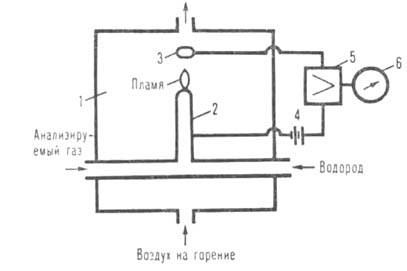 3
5
6
Пламя
1
2
4
Анализиру-
емый газ
Водород
Воздух на горение